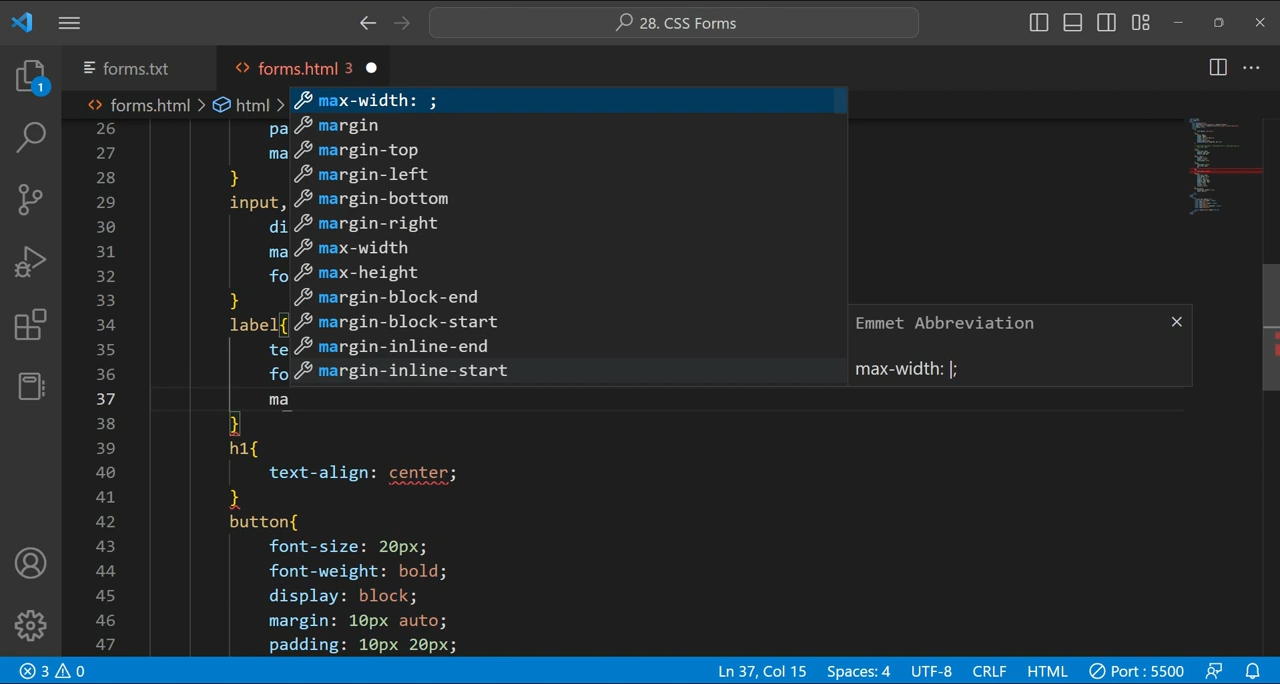 28. CSS Forms
1
forms.txt
forms.html 3
forms.html > html >
max-width: ;
margin
margin-top
margin-left
margin-bottom
margin-right
max-width
max-height
margin-block-end
margin-block-start
margin-inline-end
margin-inline-start
Emmet Abbreviation
max-width: |;
26 pa
27 ma
28 }
29 input,
30 di
31 ma
32 fo
33 }
34 label{
35 te
36 fo
37 ma
38 }
39 h1{
40 text-align: center;
41 }
42 button{
43 font-size: 20px;
44 font-weight: bold;
45 display: block;
46 margin: 10px auto;
47 padding: 10px 20px;
3 0 Ln 37, Col 15 Spaces: 4 UTF-8 CRLF HTML Port : 5500